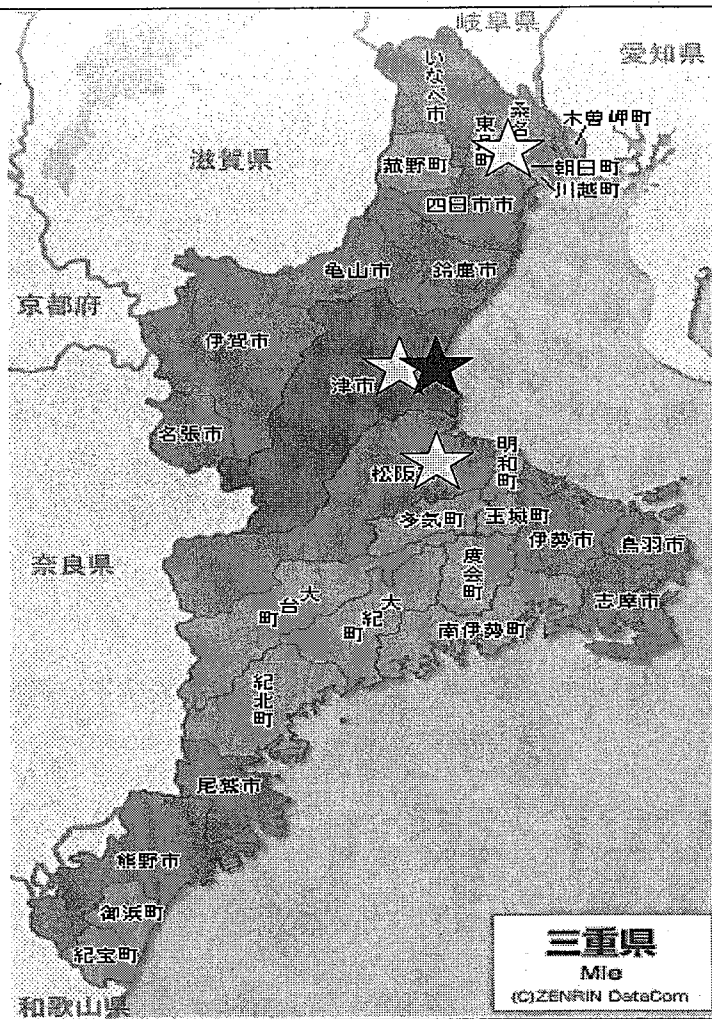 岐阜県
愛知県
いなべ市
桑名
木曽岬町
東
町
滋賀県
菰野町
朝日町
川越町
四日市市
亀山市
鈴鹿市
京都府
伊賀市
津市
名張市
松阪
明和町
多気町
玉城町
伊勢市
鳥羽市
奈良県
度会町
大台町
大紀町
志摩市
南伊勢町
紀北町
尾鷲市
熊野市
御浜町
紀宝町
和歌山県
三重県
Mie
(C)ZENRIN DataCom